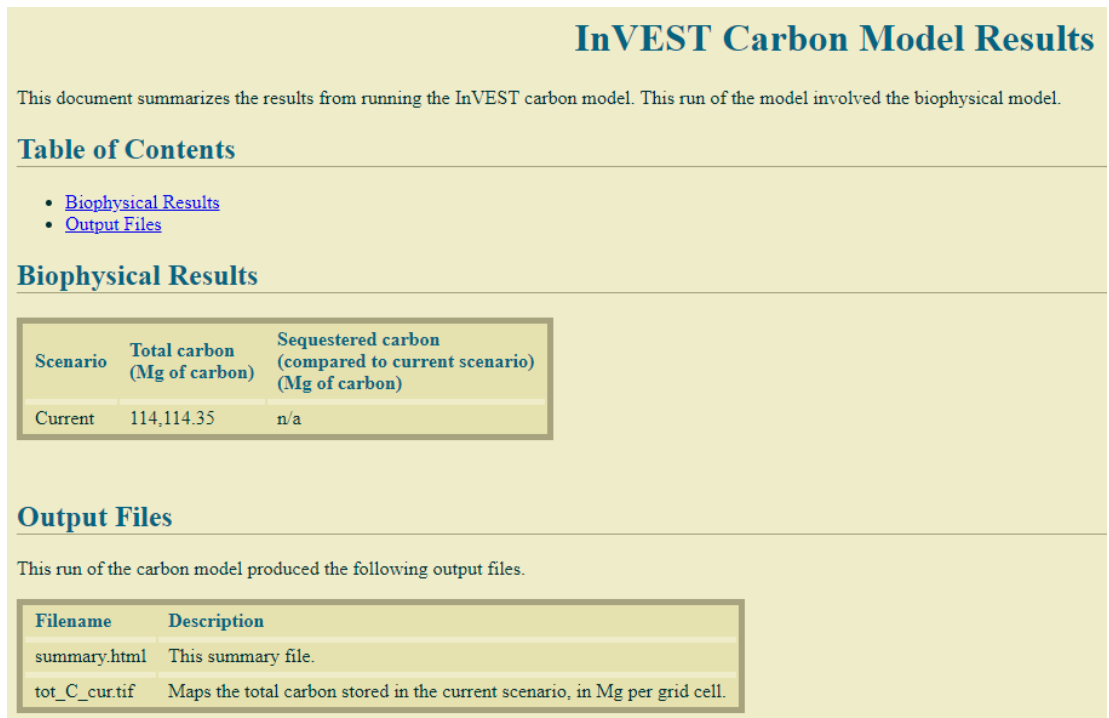 InVEST Carbon Model Results
This document summarizes the results from running the InVEST carbon model. This run of the model involved the biophysical model.
Table of Contents
• Biophysical Results
• Output Files
Biophysical Results
Scenario
Total carbon
(Mg of carbon)
Sequestered carbon
(compared to current scenario)
(Mg of carbon)
Current 114,114.35 n/a
Output Files
This run of the carbon model produced the following output files.
Filename Description
summary.html This summary file.
tot_C_cur.tif Maps the total carbon stored in the current scenario, in Mg per grid cell.